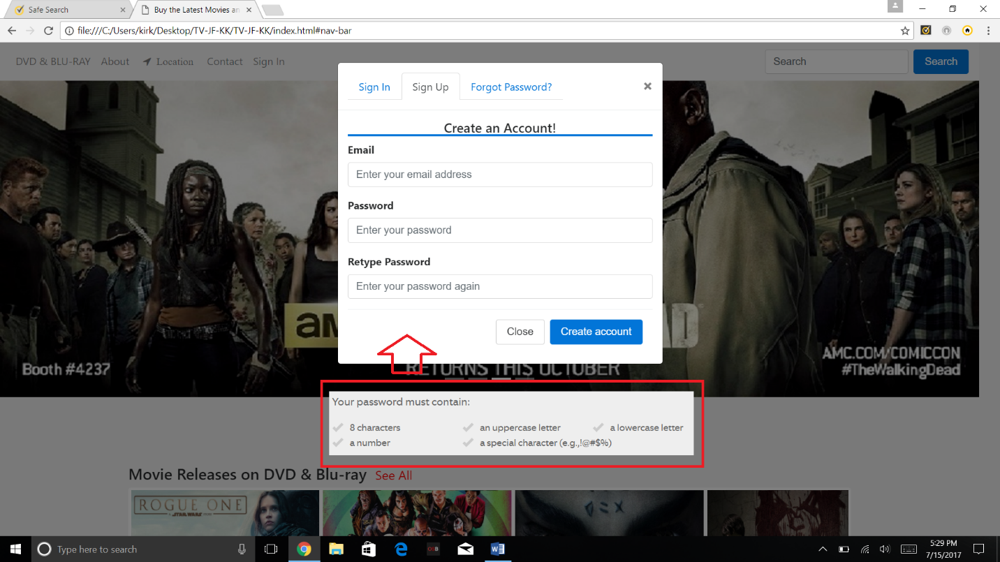 Safe Search
Buy the Latest Movies an
file:///C:/Users/kirk/Desktop/TV-JF-KK/TV-JF-KK/index.html#nav-bar
DVD & BLU-RAY About Location Contact Sign In Search Search
Sign In Sign Up Forgot Password?
Create an Account!
Email
Enter your email address
Password
Enter your password
Retype Password
Enter your password again
Close Create account
AMC.COM/COMICCON
Booth #4237
RETURNS THIS OCTOBER
#TheWalkingDead
Your password must contain:
8 characters an uppercase letter a lowercase letter
a number a special character (e.g.,!@#$%)
Movie Releases on DVD & Blu-ray See All
ROGUE ONE
A STAR WARS STORY
Type here to search
5:29 PM
7/15/2017